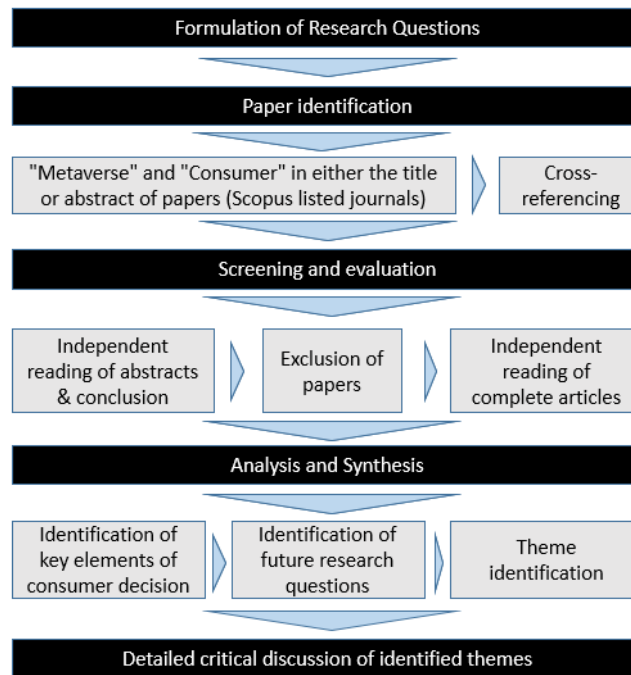 Formulation of Research Questions
Paper identification
"Metaverse" and "Consumer" in either the title
or abstract of papers (Scopus listed journals)
Cross-
referencing
Screening and evaluation
Independent
reading of abstracts
& conclusion
Exclusion of
papers
Independent
reading of
complete articles
Analysis and Synthesis
Identification of
key elements of
consumer decision
Identification of
future research
questions
Theme
identification
Detailed critical discussion of identified themes